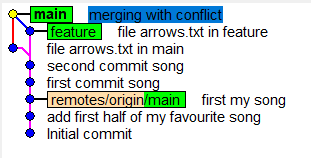 main merging with conflict
feature file arrows.txt in feature
file arrows.txt in main
second commit song
first commit song
remotes/origin/main first my song
add first half of my favourite song
Initial commit